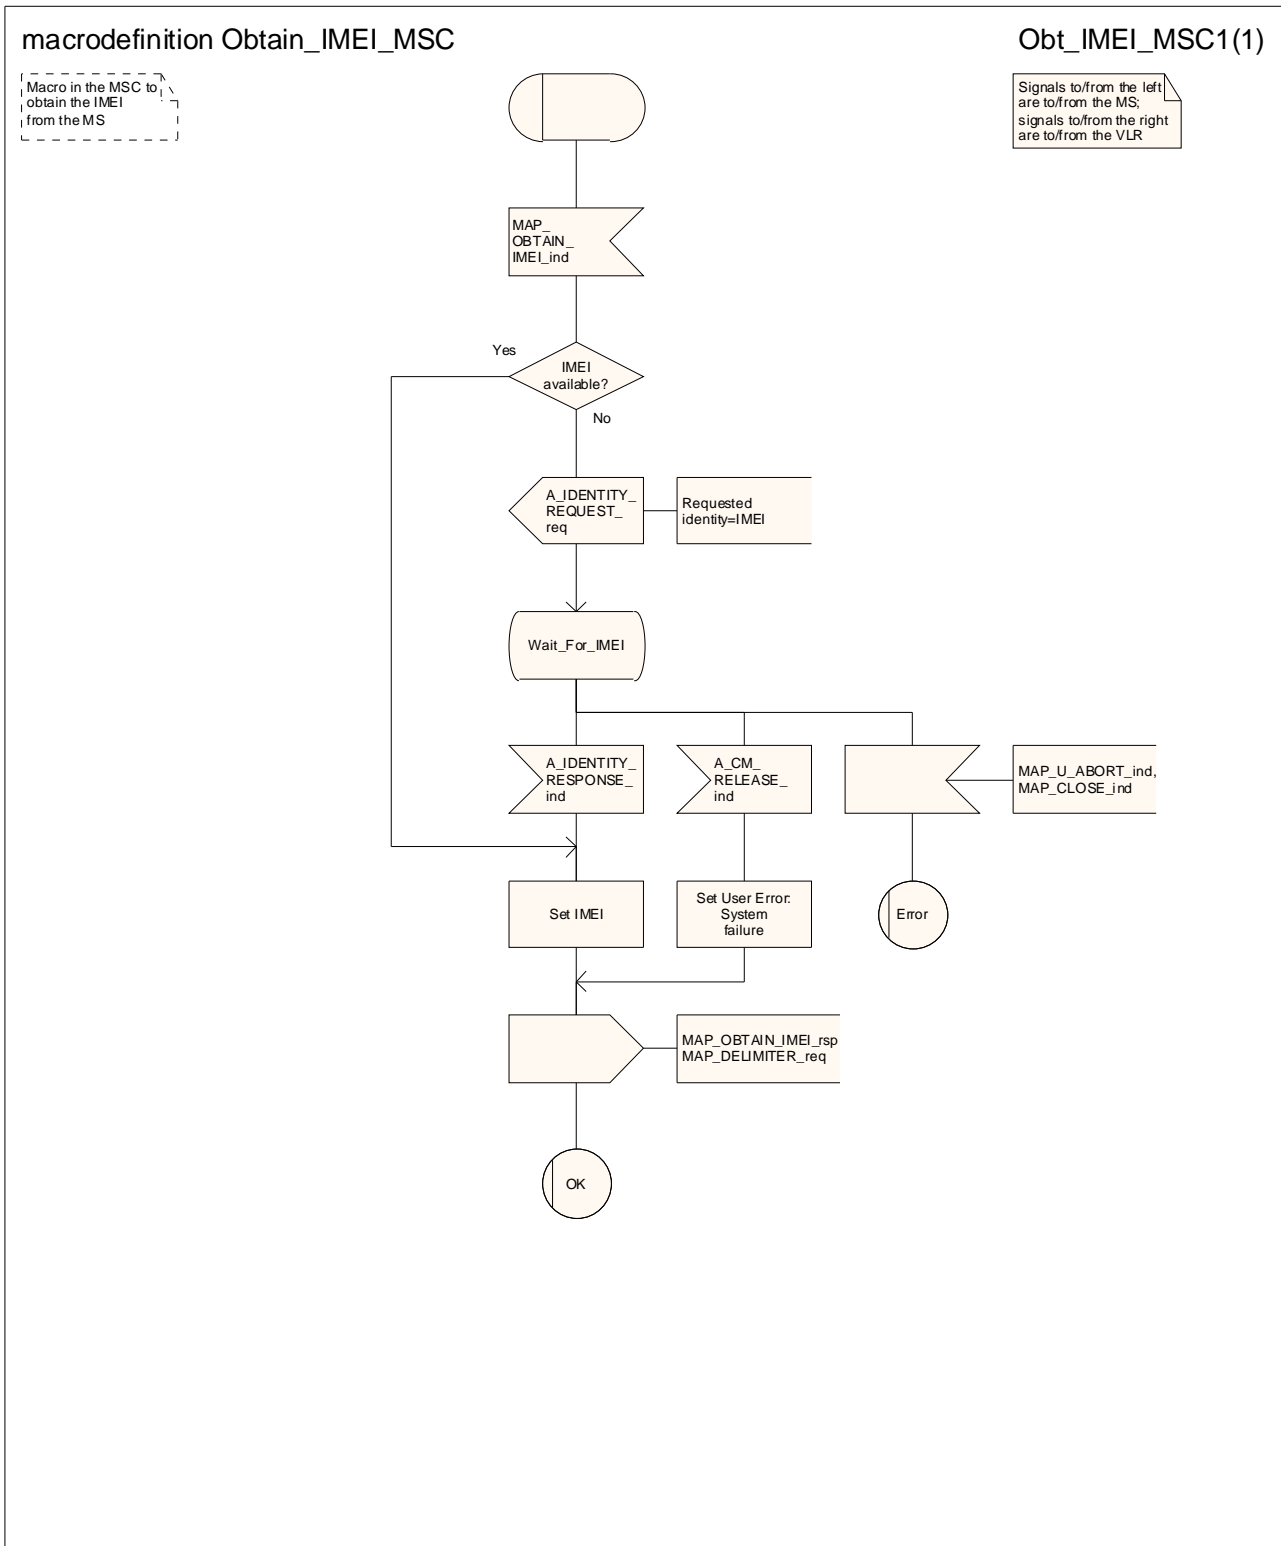 macrodefinition Obtain_IMEI_MSC
Obt_IMEI_MSC1(1)
Macro in the MSC to
obtain the IMEI
from the MS
Signals to/from the left
are to/from the MS;
signals to/from the right
are to/from the VLR
MAP_
OBTAIN_
IMEI_ind
Yes
IMEI
available?
No
A_IDENTITY_
REQUEST_
req
Requested
identity=IMEI
Wait_For_IMEI
A_IDENTITY_
RESPONSE_
ind
A_CM_
RELEASE_
ind
MAP_U_ABORT_ind,
MAP_CLOSE_ind
Set IMEI
Set User Error:
System
failure
Error
MAP_OBTAIN_IMEI_rsp
MAP_DELIMITER_req
OK